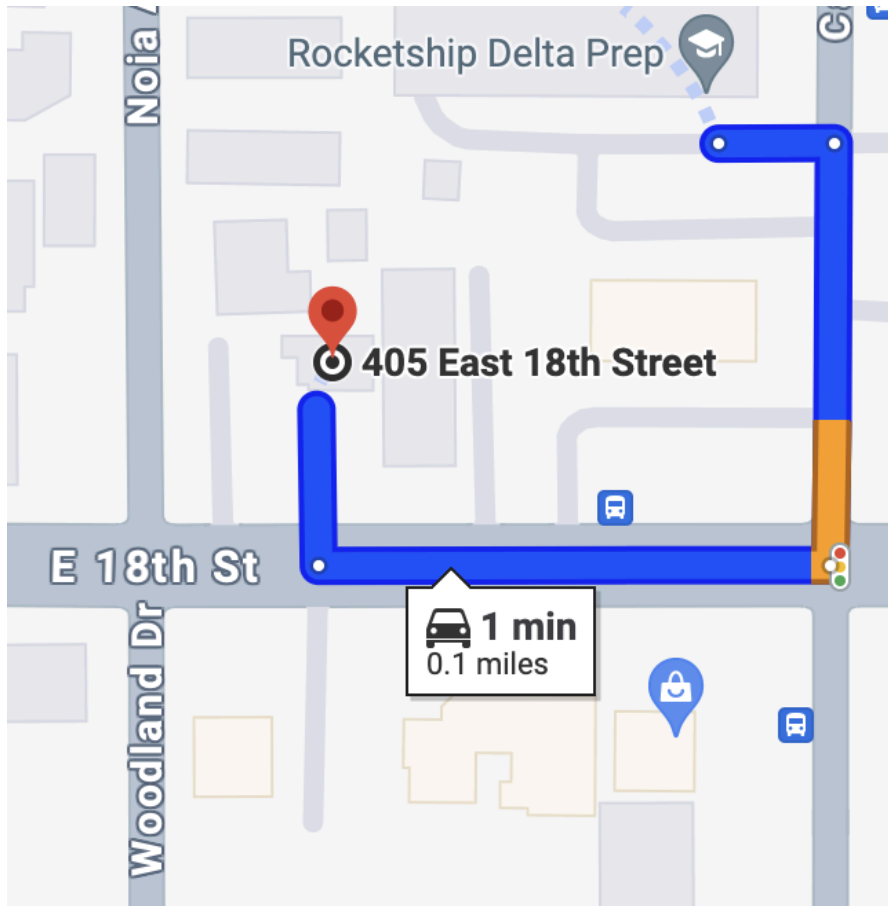 Noia
Rocketship Delta Prep
405 East 18th Street
E 18th St
1 min
0.1 miles
Woodland Dr